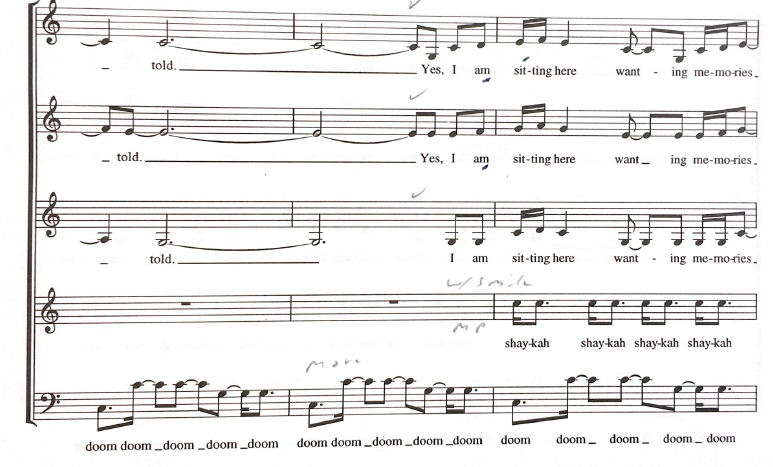 _ told. Yes, I am sit-ting here want - ing me-mo-ries_
_ told. Yes, I am sit-ting here want_ ing me-mo-ries_
_ told. I am sit-ting here want - ing me-mo-ries_
w/smile
mp
shay-kah shay-kah shay-kah shay-kah
more
doom doom _doom _doom _doom doom doom _doom _doom _doom doom doom_ doom_ doom_ doom